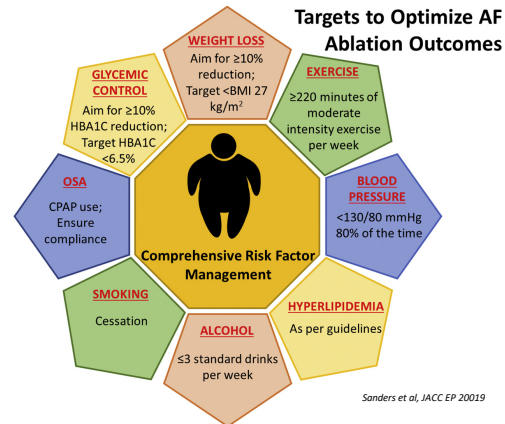 Targets to Optimize AF
Ablation Outcomes
WEIGHT LOSS
Aim for ≥10%
reduction;
Target <BMI 27
kg/m²
EXERCISE
≥220 minutes of
moderate
intensity exercise
per week
BLOOD
PRESSURE
<130/80 mmHg
80% of the time
HYPERLIPIDEMIA
As per guidelines
ALCOHOL
≤3 standard drinks
per week
SMOKING
Cessation
OSA
CPAP use;
Ensure
compliance
GLYCEMIC
CONTROL
Aim for ≥10%
HBA1C reduction;
Target HBA1C
<6.5%
Comprehensive Risk Factor
Management
Sanders et al, JACC EP 20019